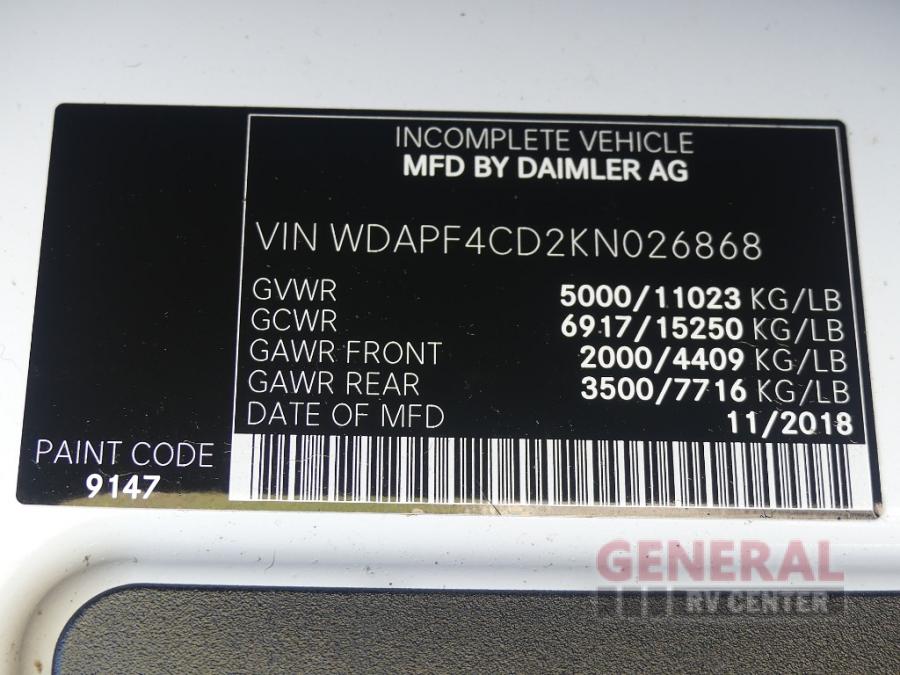 INCOMPLETE VEHICLE
MFD BY DAIMLER AG
VIN WDAPF4CD2KN026868
GVWR 5000/11023 KG/LB
GCWR 6917/15250 KG/LB
GAWR FRONT 2000/4409 KG/LB
GAWR REAR 3500/7716 KG/LB
DATE OF MFD 11/2018
PAINT CODE
9147
GENERAL
RV CENTER